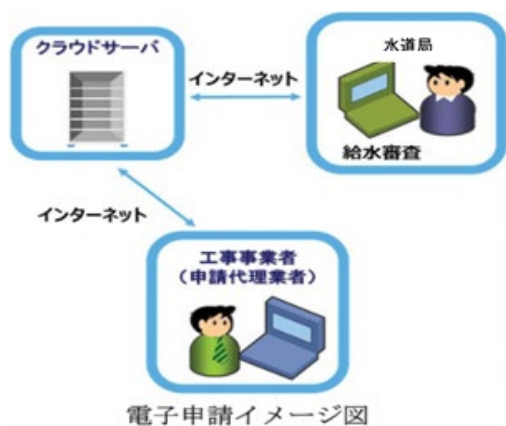 クラウドサーバ
水道局
インターネット
給水審査
インターネット
工事事業者
（申請代理業者）
電子申請イメージ図